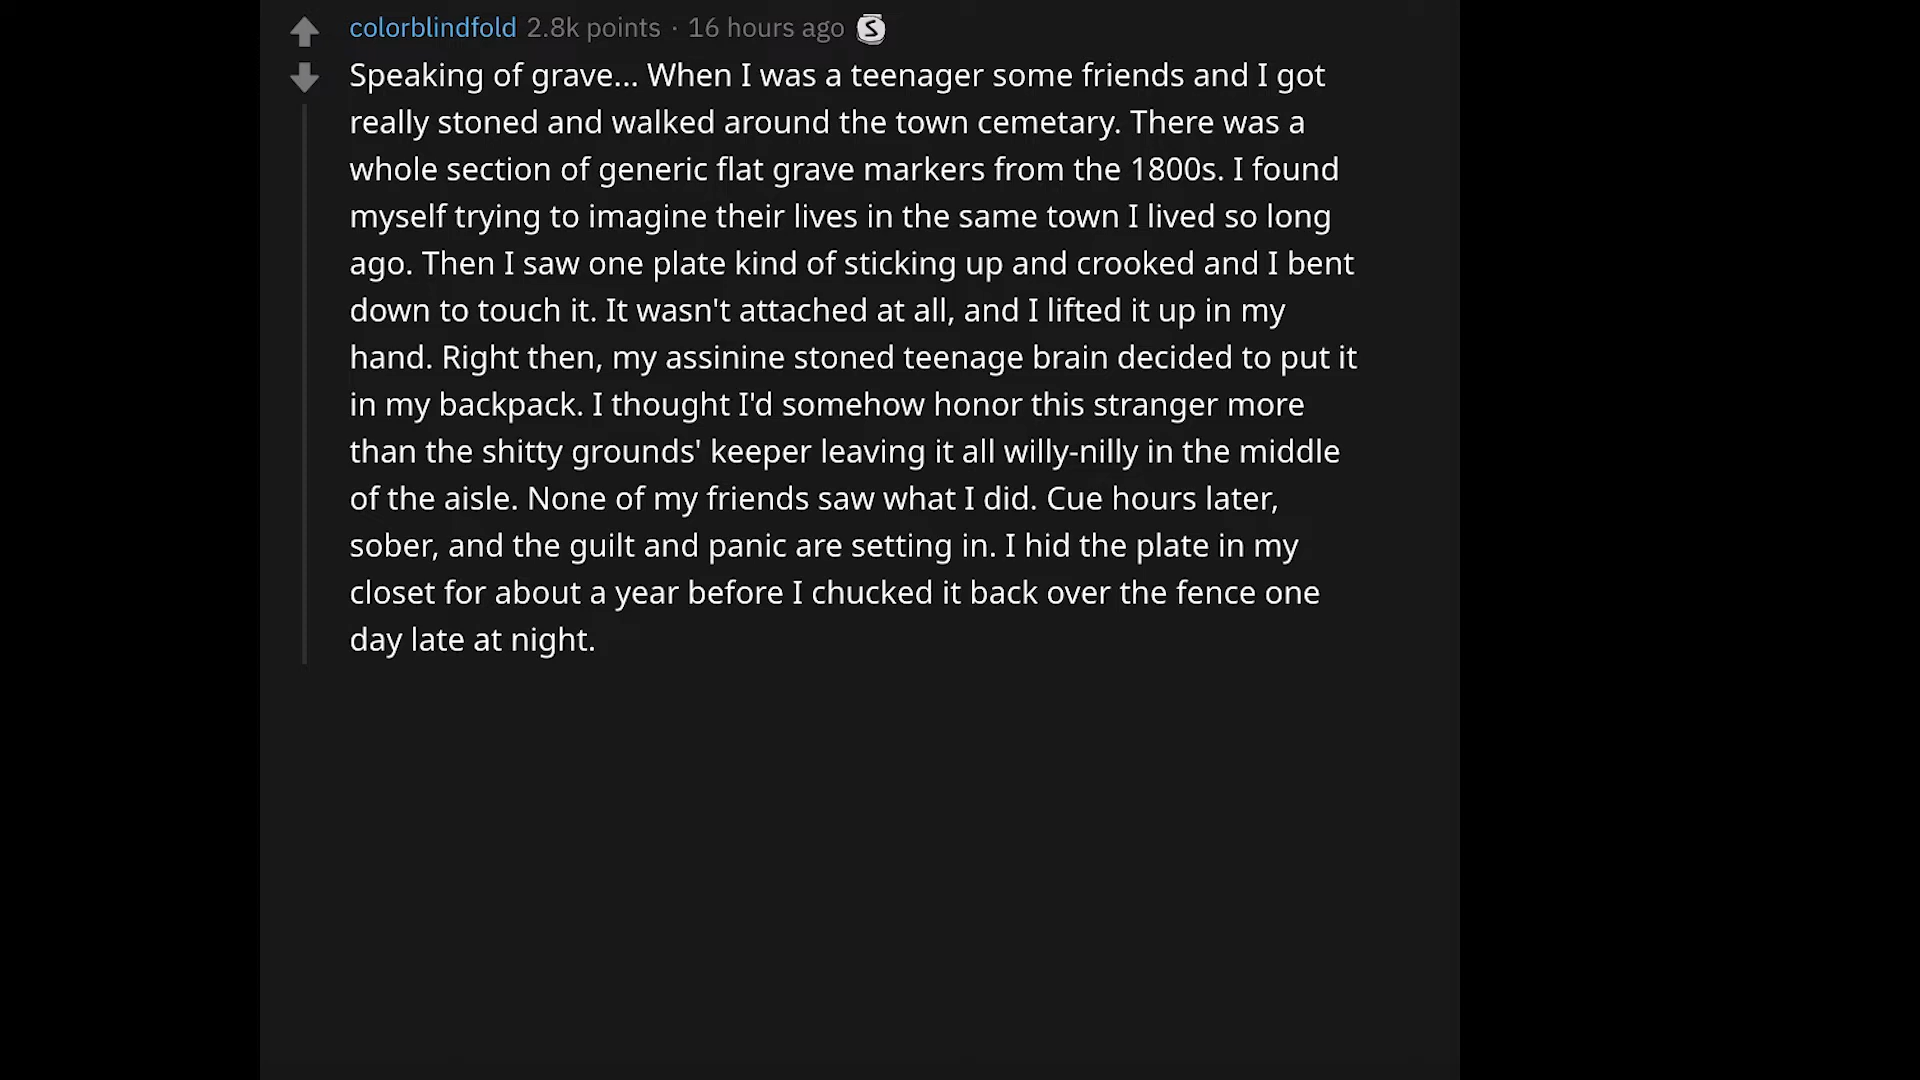 colorblindfold 2.8k points · 16 hours ago S
Speaking of grave... When I was a teenager some friends and I got
really stoned and walked around the town cemetary. There was a
whole section of generic flat grave markers from the 1800s. I found
myself trying to imagine their lives in the same town I lived so long
ago. Then I saw one plate kind of sticking up and crooked and I bent
down to touch it. It wasn't attached at all, and I lifted it up in my
hand. Right then, my assinine stoned teenage brain decided to put it
in my backpack. I thought I'd somehow honor this stranger more
than the shitty grounds' keeper leaving it all willy-nilly in the middle
of the aisle. None of my friends saw what I did. Cue hours later,
sober, and the guilt and panic are setting in. I hid the plate in my
closet for about a year before I chucked it back over the fence one
day late at night.